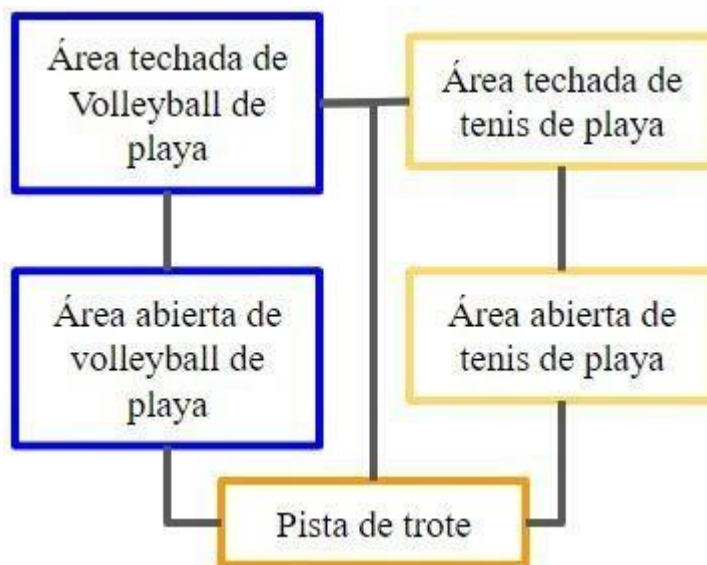 Área techada de
Volleyball de
playa
Área techada de
tenis de playa
Área abierta de
volleyball de
playa
Área abierta de
tenis de playa
Pista de trote